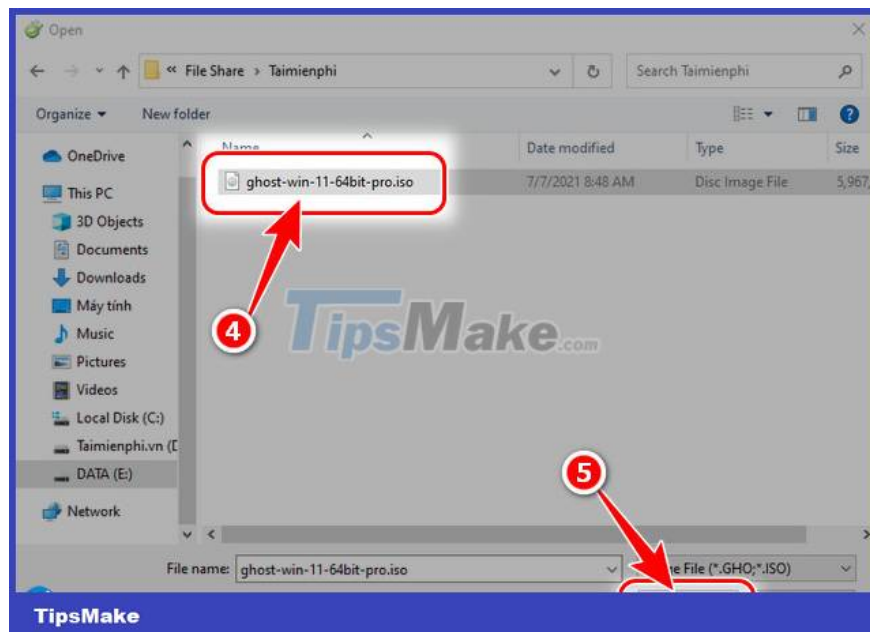 Open
« File Share › Taimienphi
Search Taimienphi
Organize
New folder
Name
Date modified
Type
Size
OneDrive
ghost-win-11-64bit-pro.iso
7/7/2021 8:48 AM
Disc Image File
5,967,
This PC
3D Objects
Documents
Downloads
Máy tính
Music
Pictures
Videos
Local Disk (C:)
Taimienphi.vn (D
DATA (E:)
Network
4
TipsMake.com
5
File name:
ghost-win-11-64bit-pro.iso
File (*.GHO;*.ISO)
TipsMake